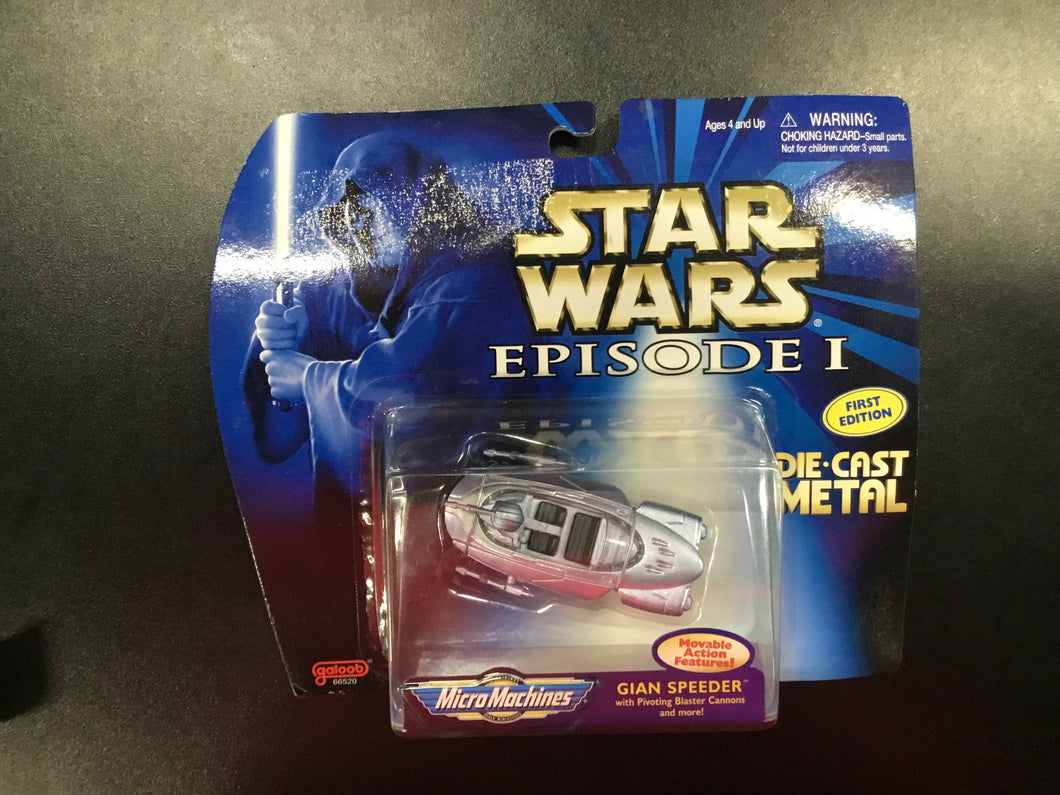 Ages 4 and Up
⚠ WARNING:
CHOKING HAZARD–Small parts.
Not for children under 3 years.
STAR
WARS®
EPISODE I
FIRST
EDITION
DIE·CAST
METAL
Movable
Action
Features!
galoob®
66520
MicroMachines
GIAN SPEEDER™
with Pivoting Blaster Cannons
and more!